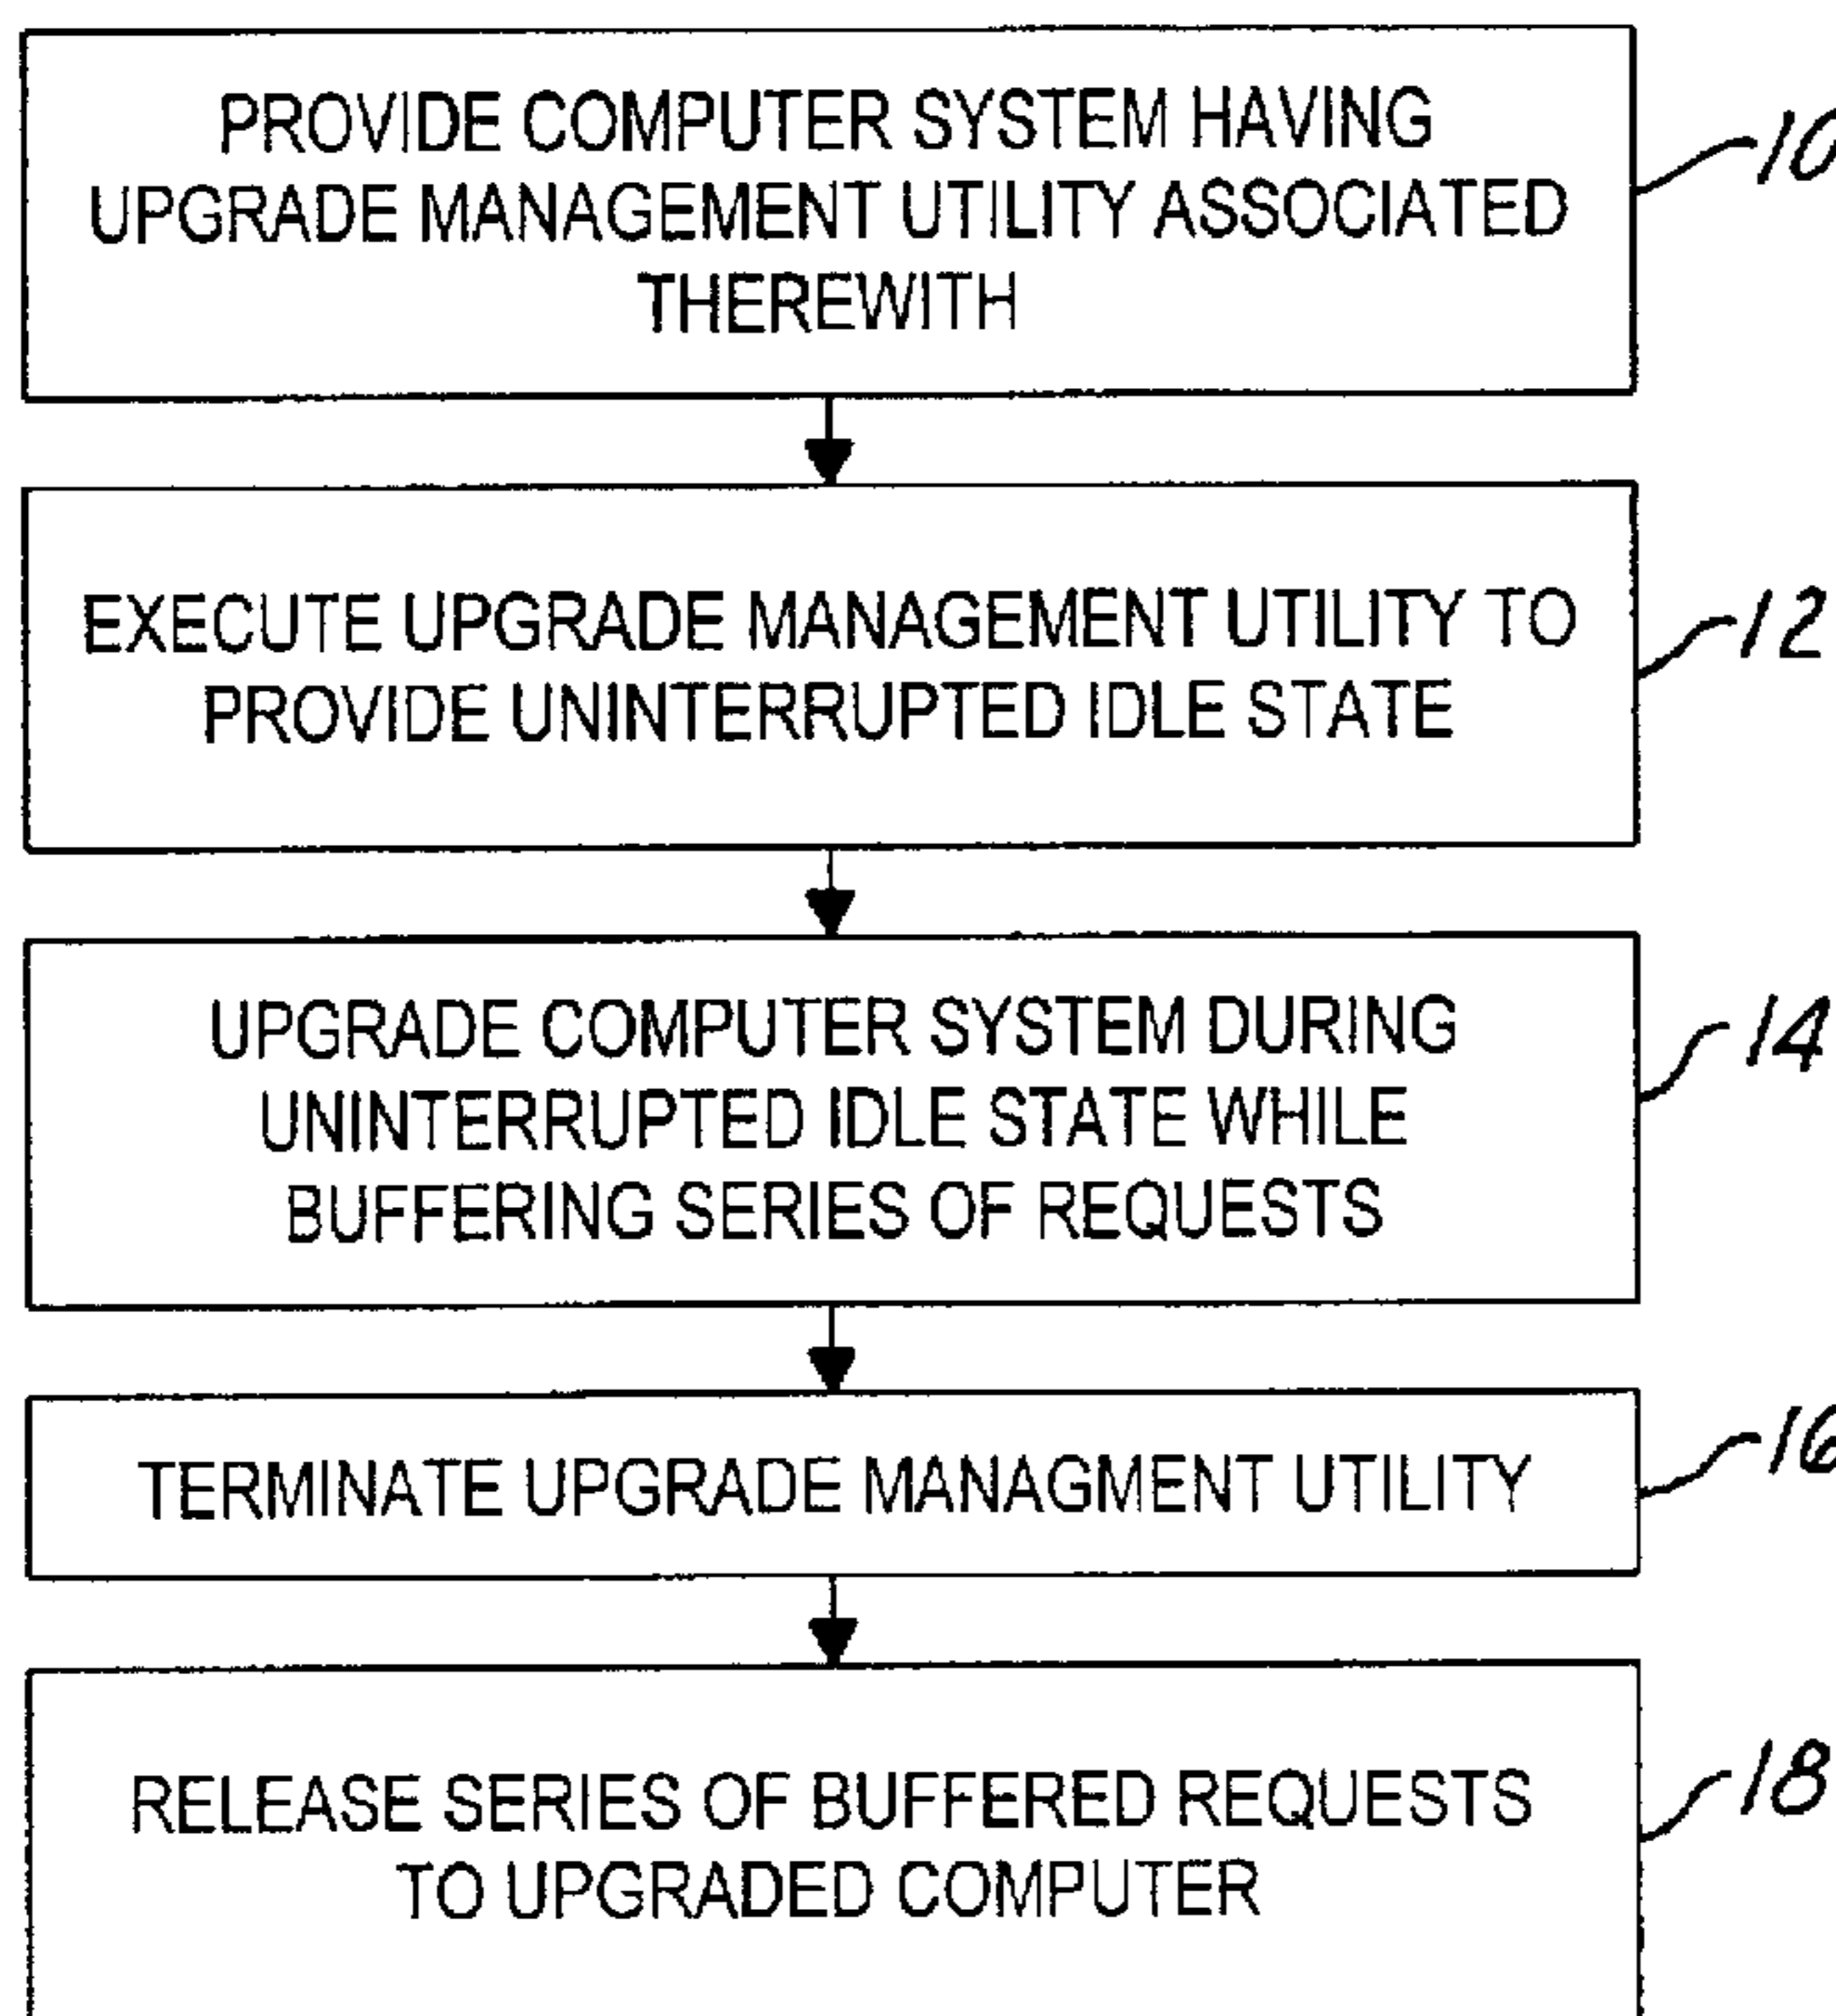 PROVIDE COMPUTER SYSTEM HAVING
UPGRADE MANAGEMENT UTILITY ASSOCIATED
THEREWITH
10
EXECUTE UPGRADE MANAGEMENT UTILITY TO
PROVIDE UNINTERRUPTED IDLE STATE
12
UPGRADE COMPUTER SYSTEM DURING
UNINTERRUPTED IDLE STATE WHILE
BUFFERING SERIES OF REQUESTS
14
TERMINATE UPGRADE MANAGMENT UTILITY
16
RELEASE SERIES OF BUFFERED REQUESTS
TO UPGRADED COMPUTER
18